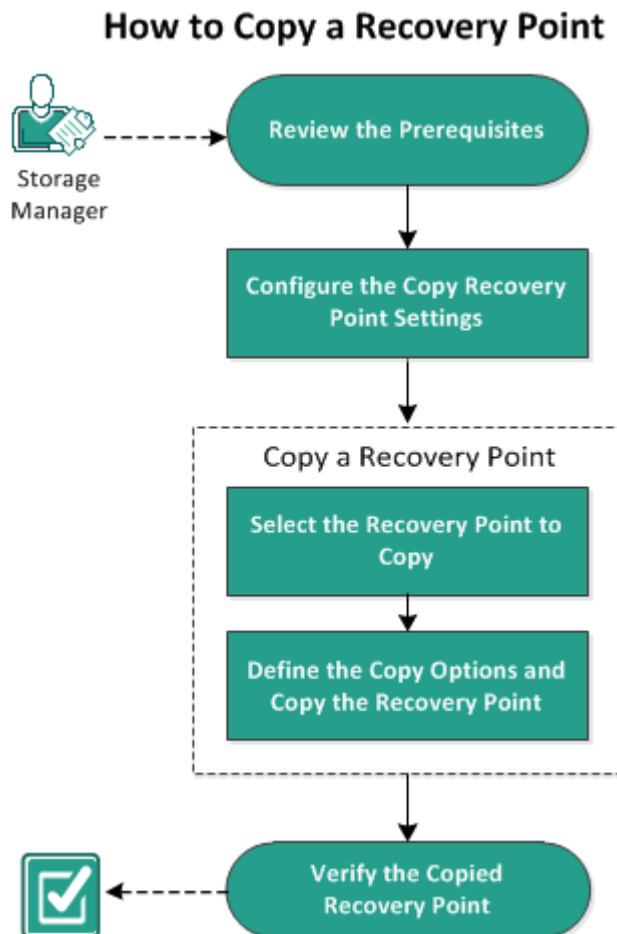 How to Copy a Recovery Point
Storage
Manager
Review the Prerequisites
Configure the Copy Recovery
Point Settings
Copy a Recovery Point
Select the Recovery Point to
Copy
Define the Copy Options and
Copy the Recovery Point
Verify the Copied
Recovery Point